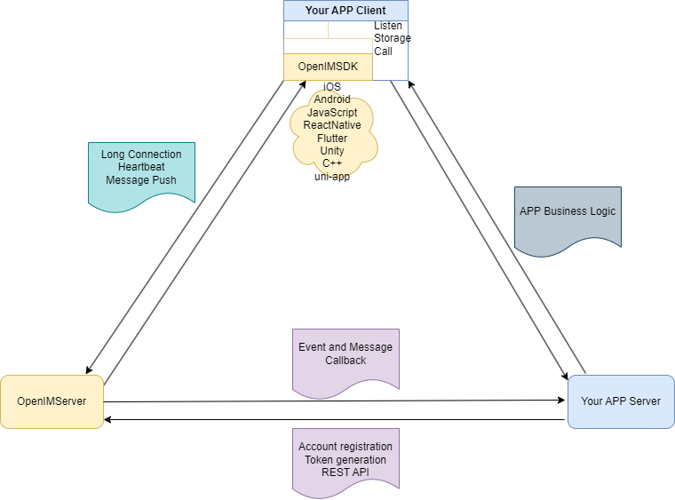 Your APP Client
Listen
Storage
Call
OpenIMSDK
iOS
Android
JavaScript
ReactNative
Flutter
Unity
C++
uni-app
Long Connection
Heartbeat
Message Push
APP Business Logic
Event and Message
Callback
OpenIMServer
Your APP Server
Account registration
Token generation
REST API